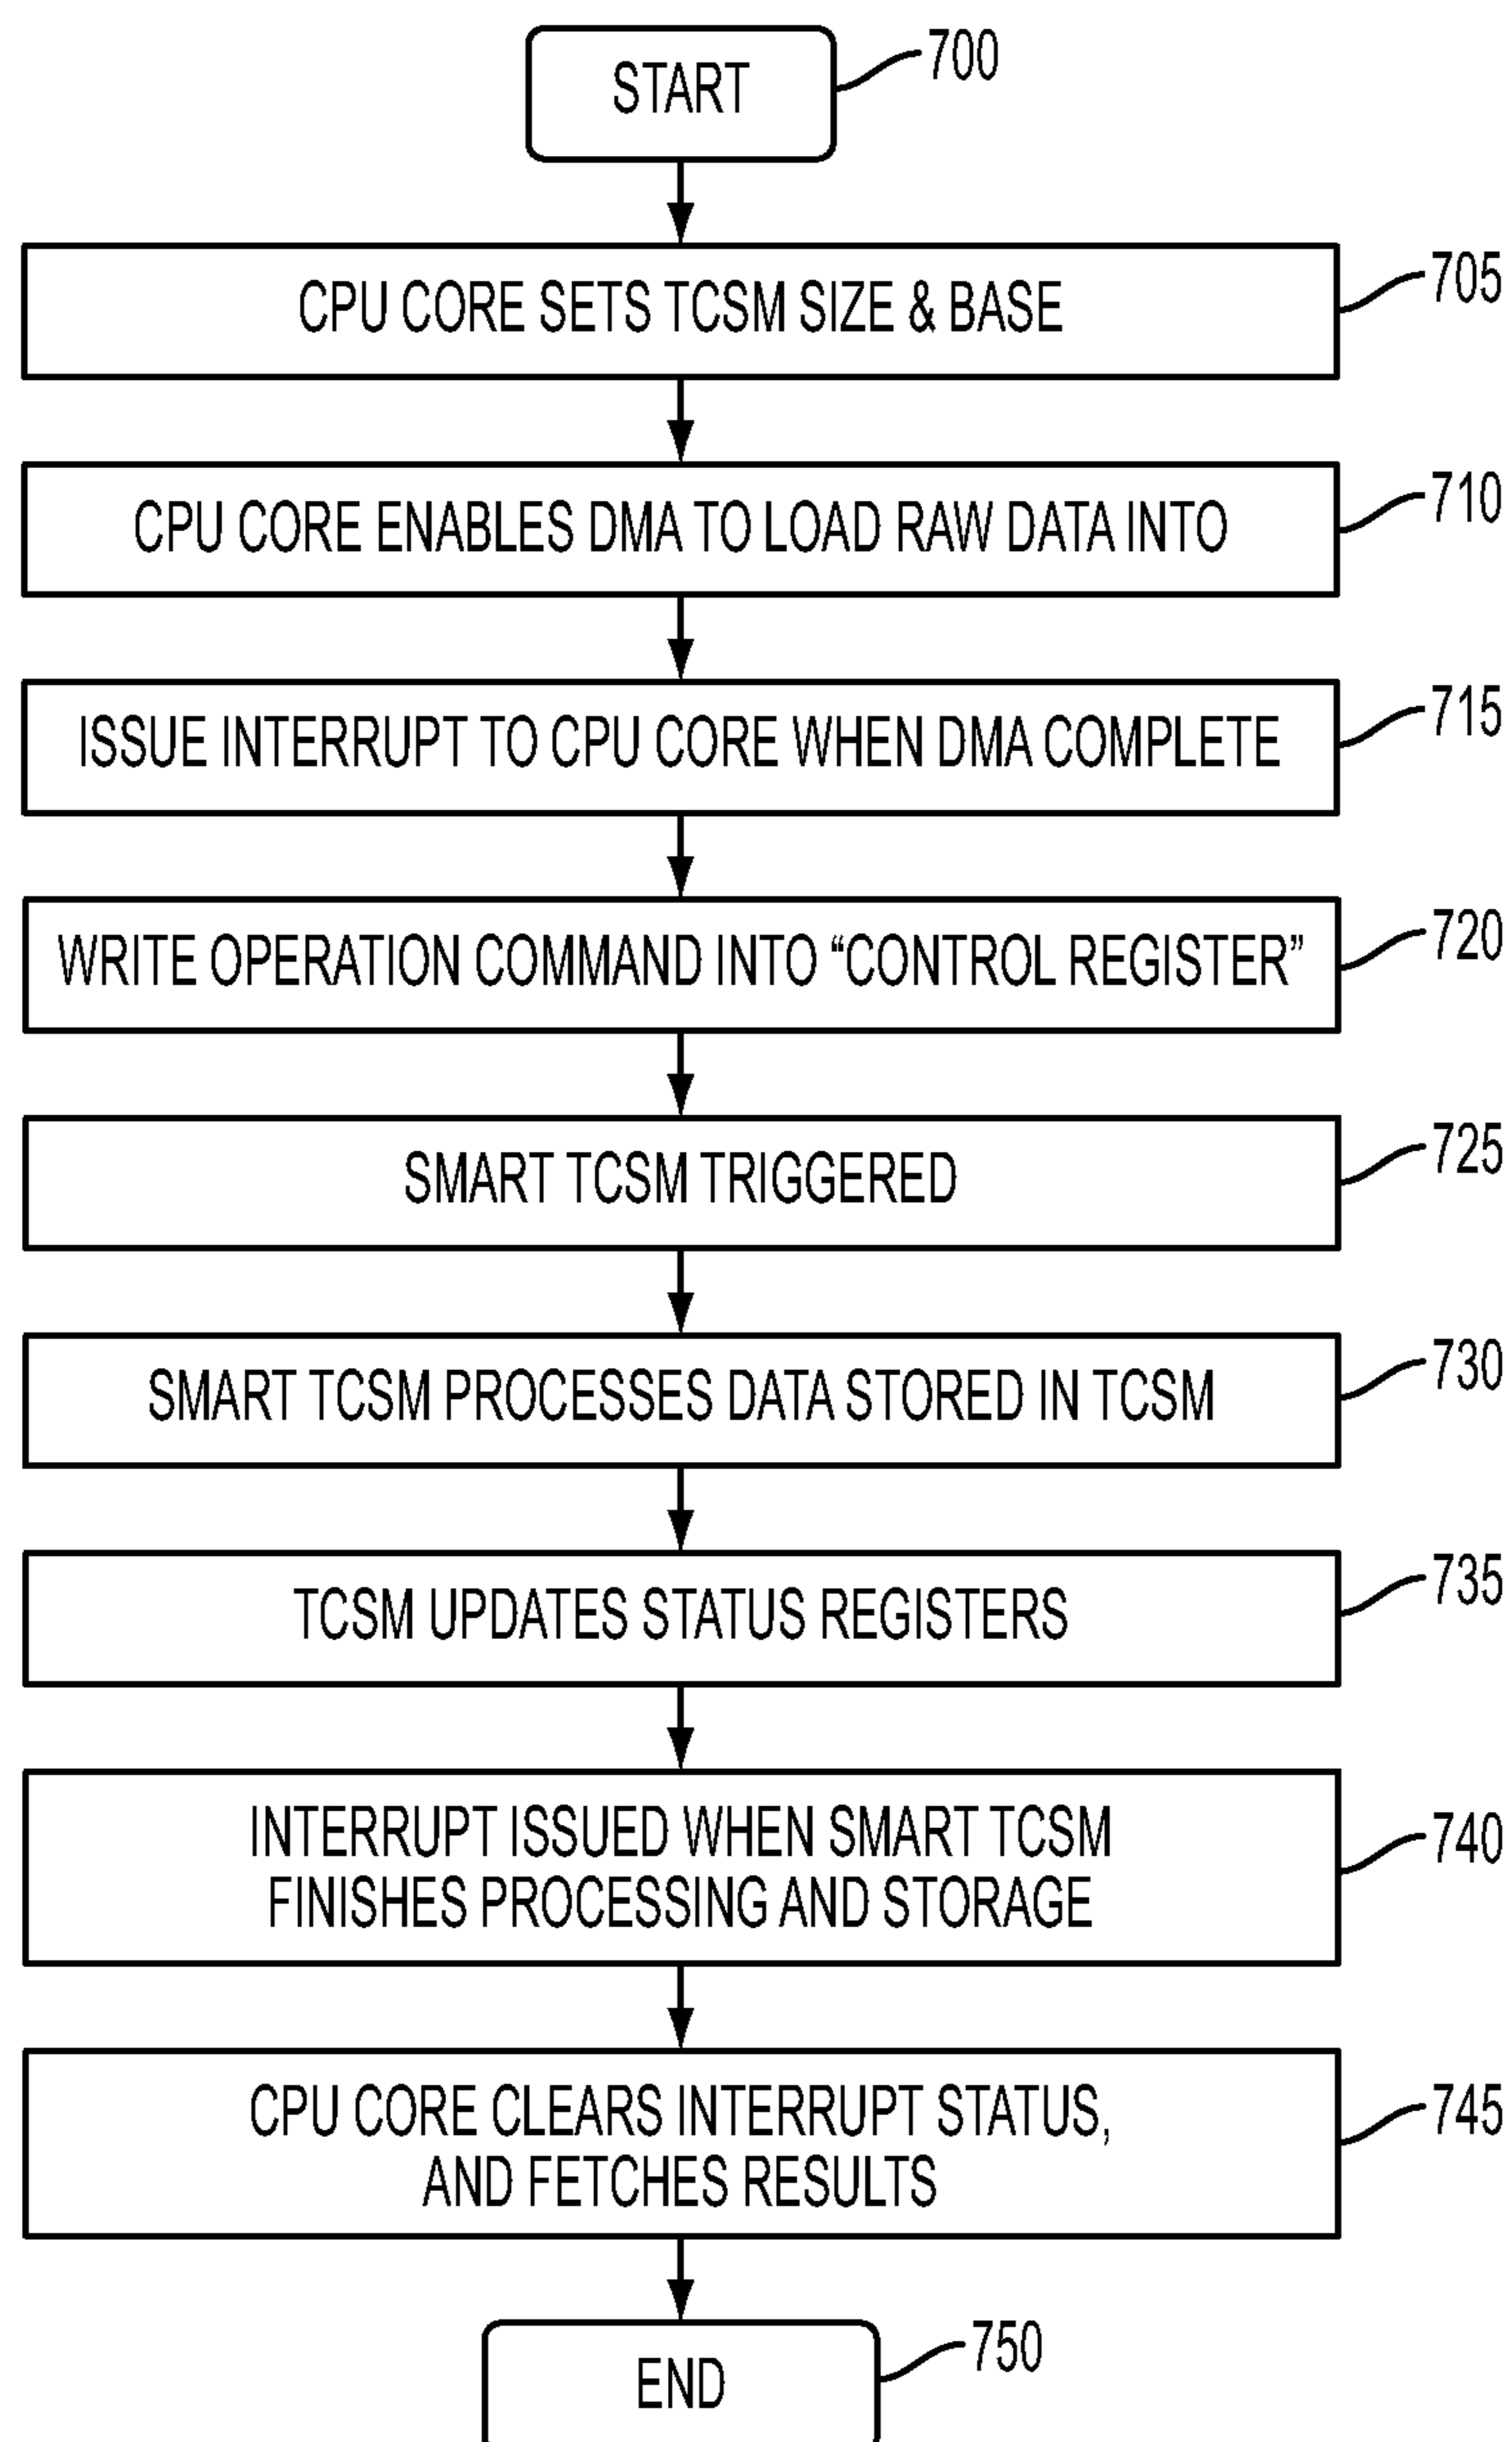 START
700
CPU CORE SETS TCSM SIZE & BASE
705
CPU CORE ENABLES DMA TO LOAD RAW DATA INTO
710
ISSUE INTERRUPT TO CPU CORE WHEN DMA COMPLETE
715
WRITE OPERATION COMMAND INTO “CONTROL REGISTER”
720
SMART TCSM TRIGGERED
725
SMART TCSM PROCESSES DATA STORED IN TCSM
730
TCSM UPDATES STATUS REGISTERS
735
INTERRUPT ISSUED WHEN SMART TCSM
FINISHES PROCESSING AND STORAGE
740
CPU CORE CLEARS INTERRUPT STATUS,
AND FETCHES RESULTS
745
END
750